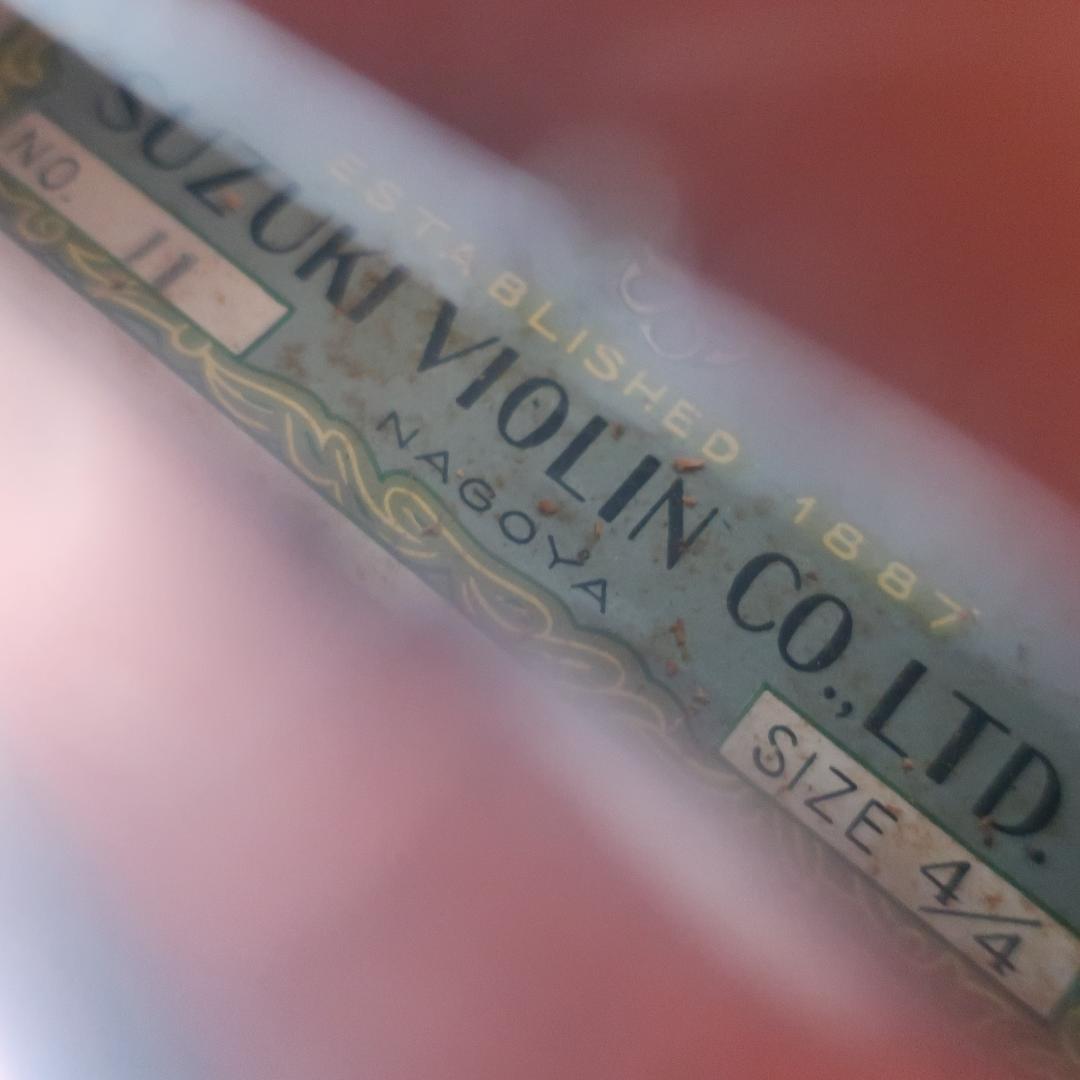 ESTABLISHED 1887
SUZUKI VIOLIN CO., LTD.
NAGOYA
NO. 11
SIZE 4/4